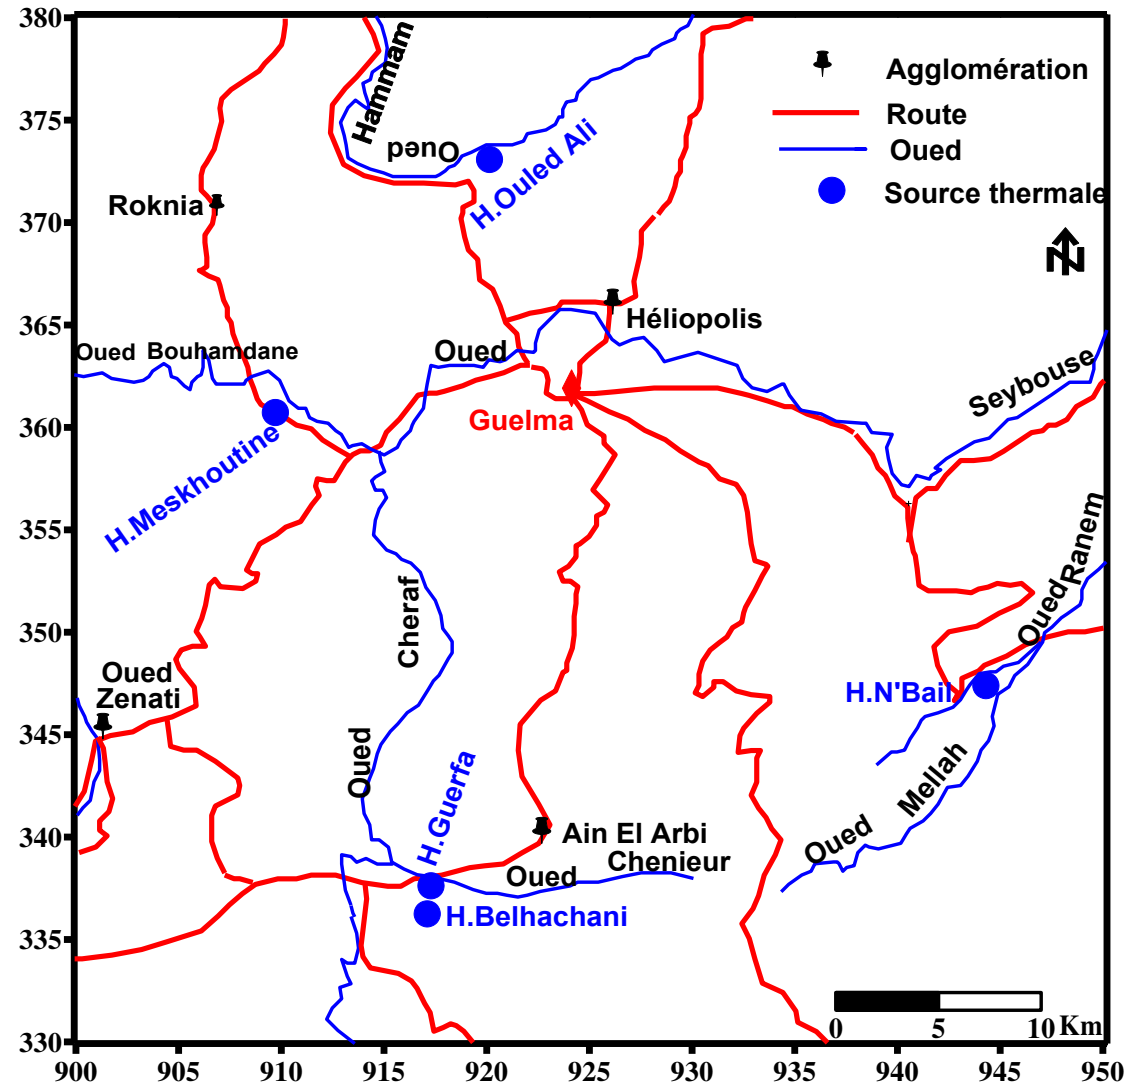 380
375
370
365
360
355
350
345
340
335
330
900
905
910
915
920
925
930
935
940
945
950
Agglomération
Route
Oued
Source thermale
N
Hammam
Oued
H.Ouled Ali
Roknia
Héliopolis
Oued Bouhamdane
Oued
Seybouse
Guelma
H.Meskhoutine
Cheraf
Oued
Oued Ranem
Oued
Zenati
H.N'Bail
Oued Mellah
H.Guerfa
Ain El Arbi
Oued Chenieur
H.Belhachani
0 5 10 Km